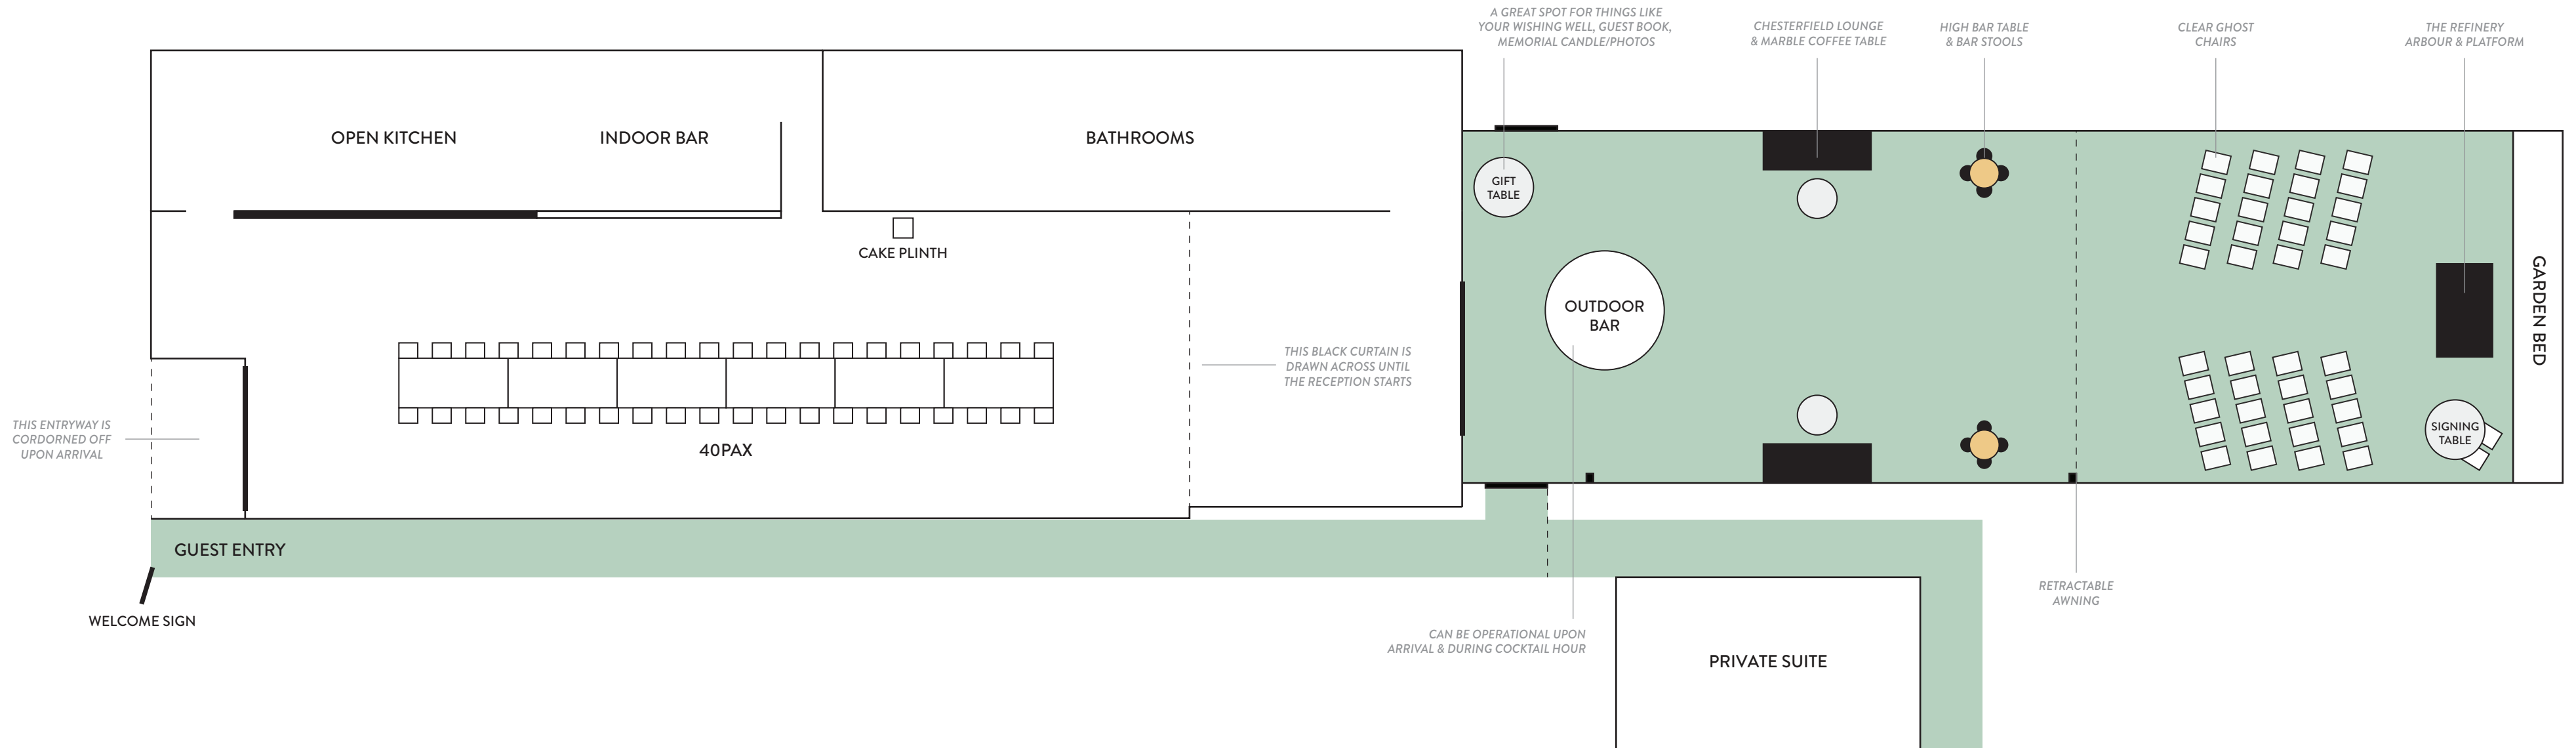 A GREAT SPOT FOR THINGS LIKE
YOUR WISHING WELL, GUEST BOOK,
MEMORIAL CANDLE/PHOTOS
CHESTERFIELD LOUNGE
& MARBLE COFFEE TABLE
HIGH BAR TABLE
& BAR STOOLS
CLEAR GHOST
CHAIRS
THE REFINERY
ARBOUR & PLATFORM
OPEN KITCHEN
INDOOR BAR
BATHROOMS
GIFT
TABLE
CAKE PLINTH
OUTDOOR
BAR
GARDEN BED
THIS BLACK CURTAIN IS
DRAWN ACROSS UNTIL
THE RECEPTION STARTS
THIS ENTRYWAY IS
CORDORNED OFF
UPON ARRIVAL
40PAX
SIGNING
TABLE
GUEST ENTRY
WELCOME SIGN
RETRACTABLE
AWNING
CAN BE OPERATIONAL UPON
ARRIVAL & DURING COCKTAIL HOUR
PRIVATE SUITE